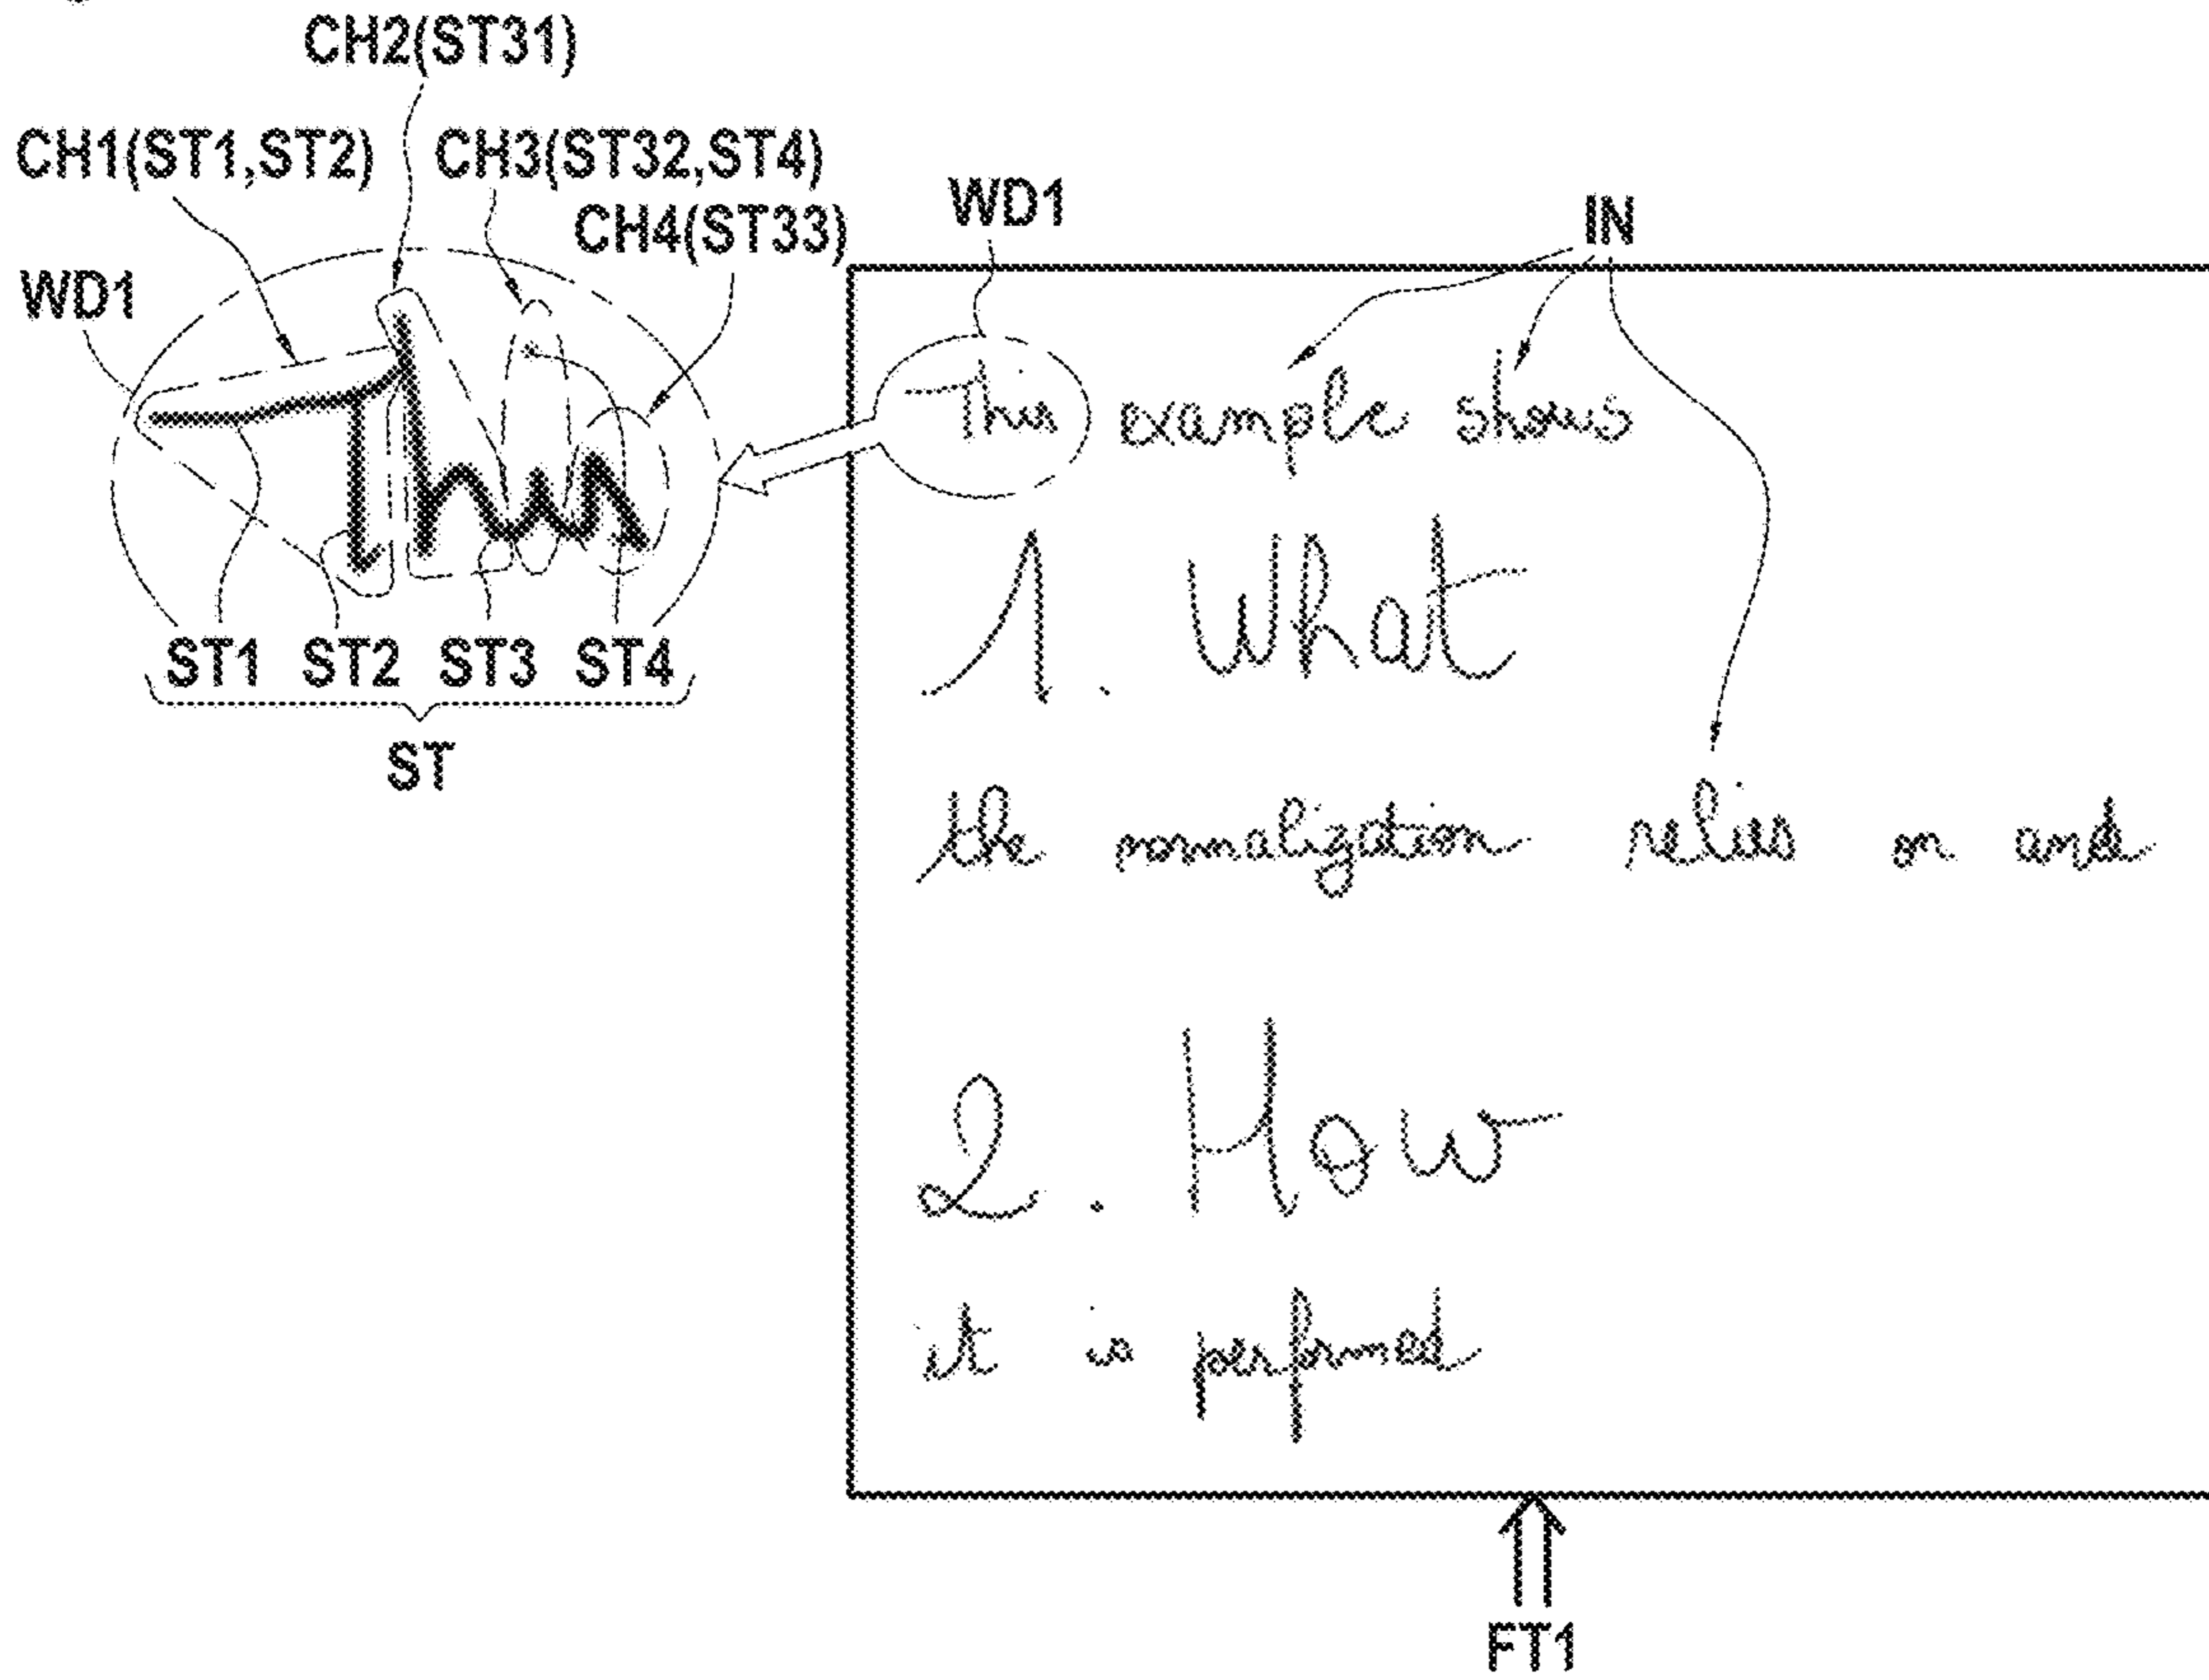 CH2(ST31)
CH1(ST1,ST2) CH3(ST32,ST4)
CH4(ST33)
WD1
ST1 ST2 ST3 ST4
ST
WD1
IN
This example shows
1. What
the normalization relies on and
2. How
it is performed
FT1